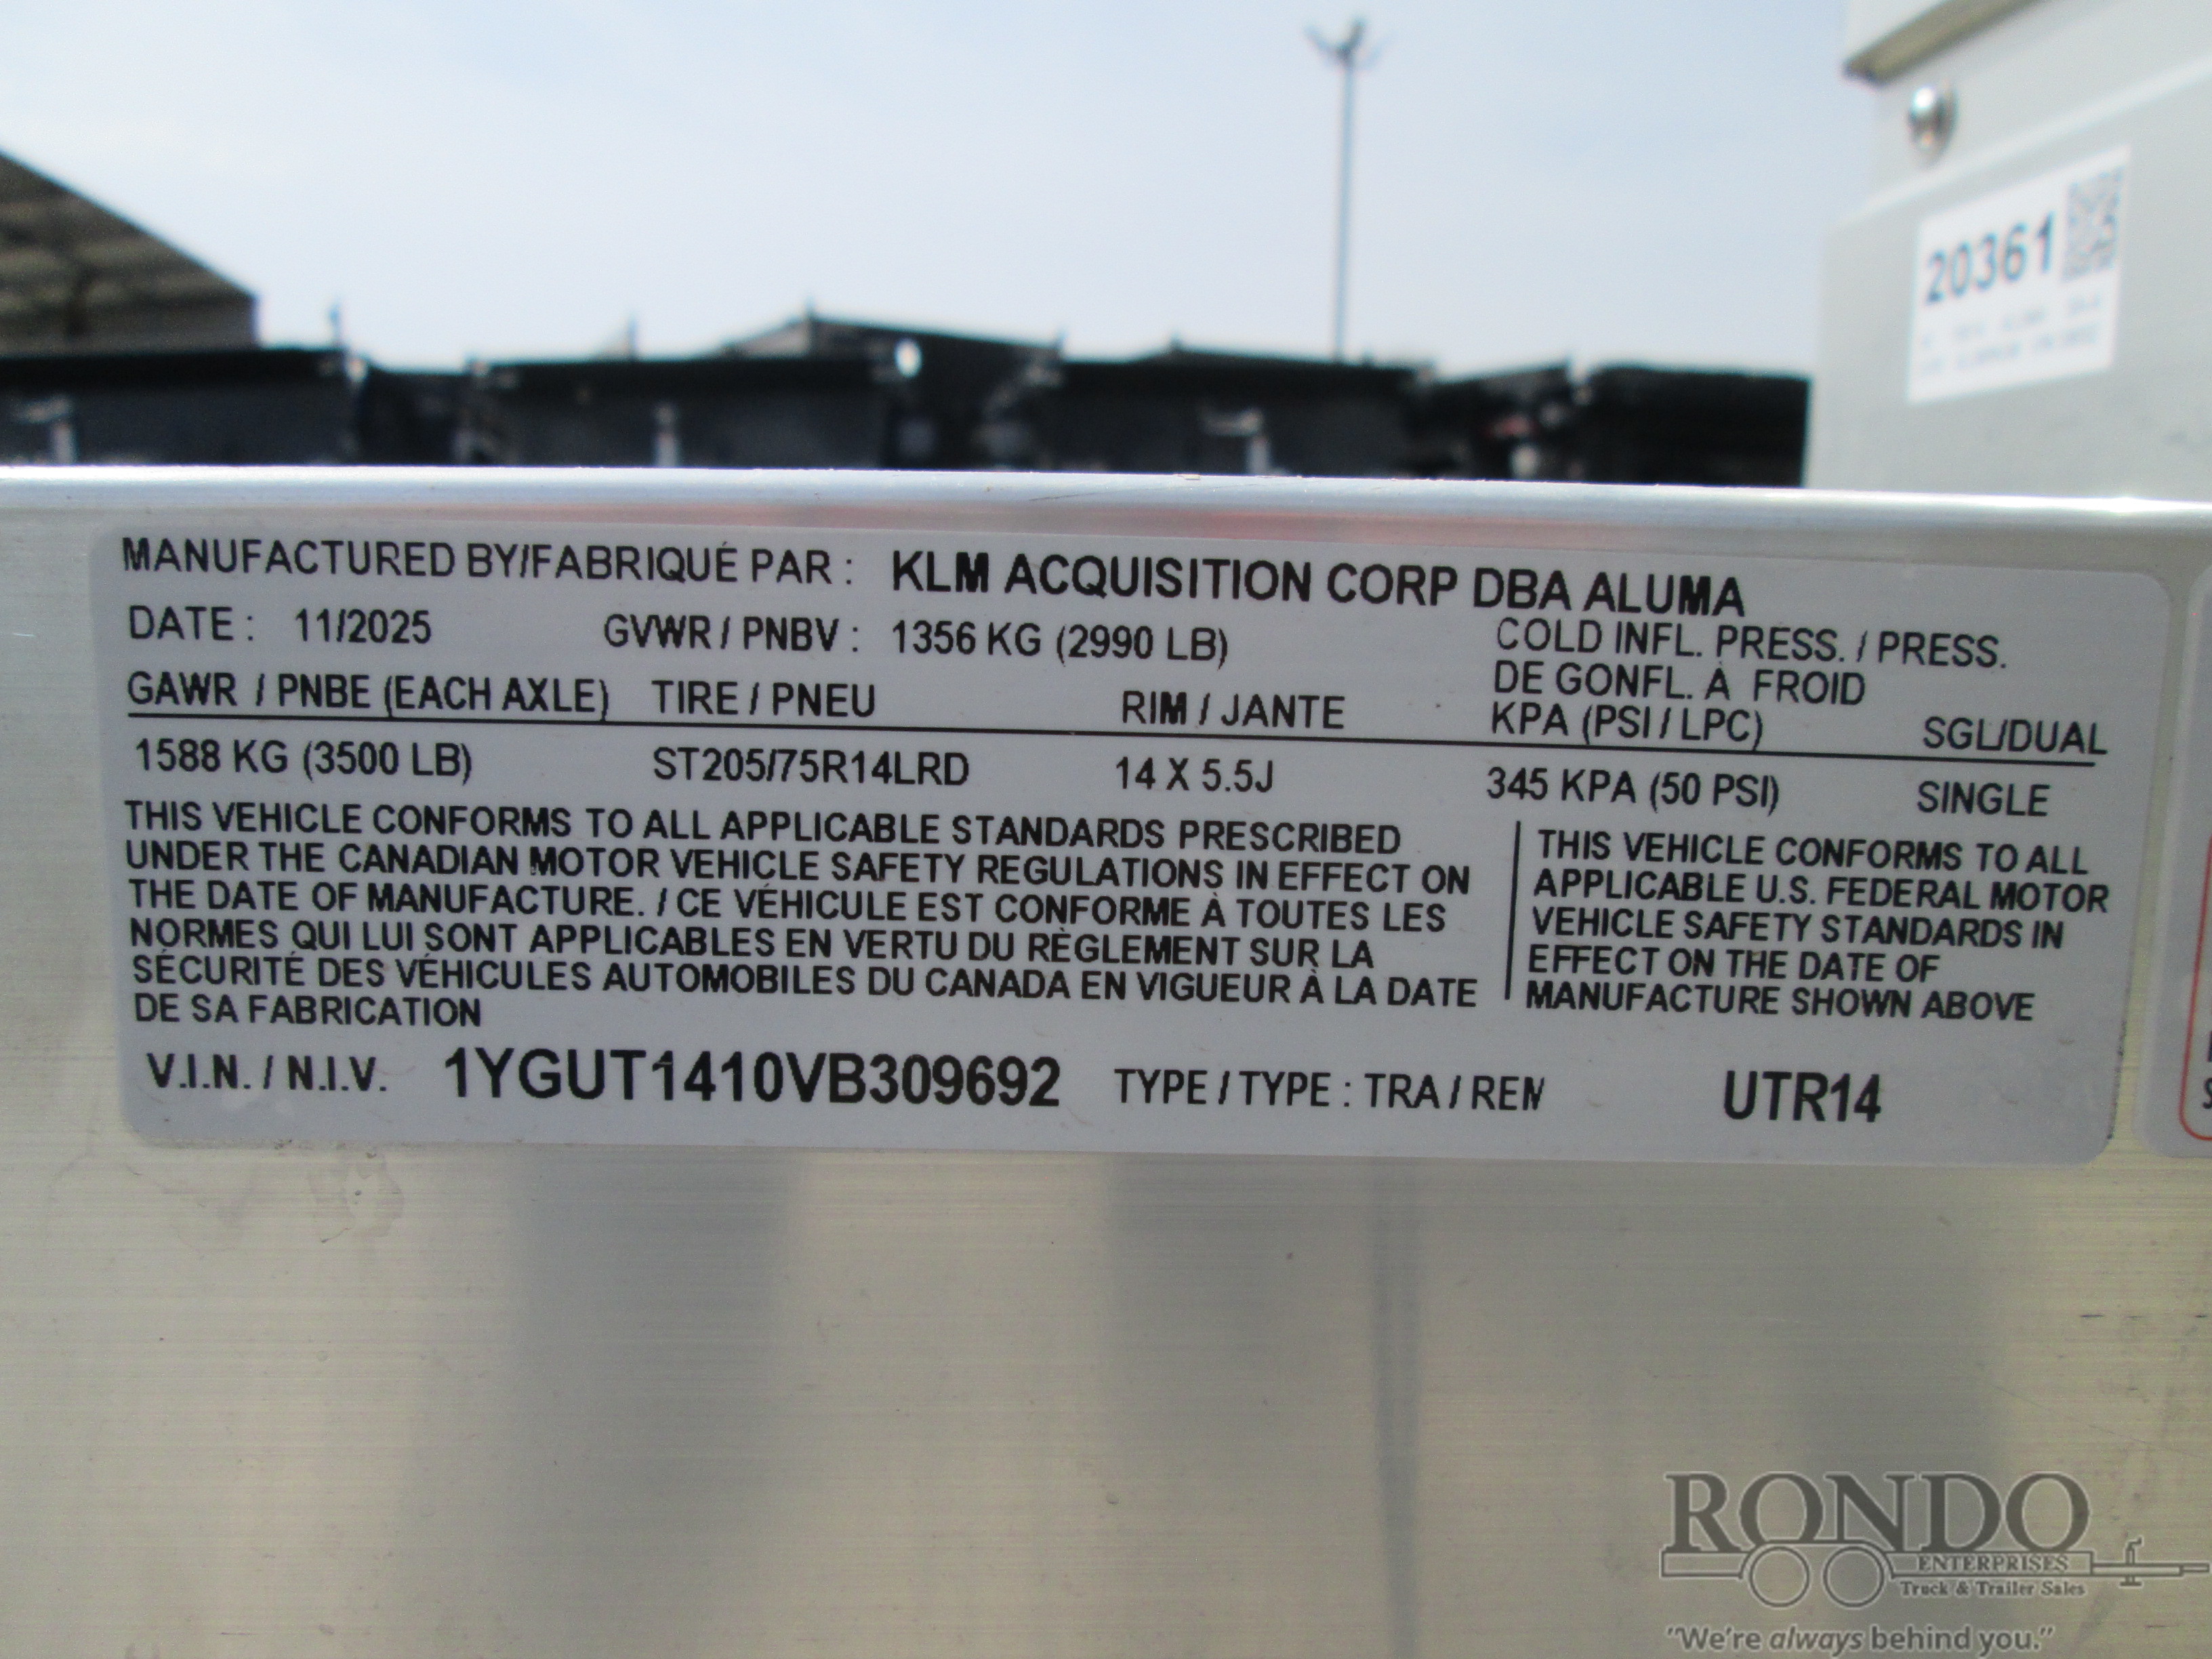 20361
MANUFACTURED BY/FABRIQUÉ PAR : KLM ACQUISITION CORP DBA ALUMA
DATE : 11/2025 GVWR / PNBV : 1356 KG (2990 LB) COLD INFL. PRESS. / PRESS.
DE GONFL. À FROID
GAWR / PNBE (EACH AXLE) TIRE / PNEU RIM / JANTE KPA (PSI / LPC) SGL/DUAL
1588 KG (3500 LB) ST205/75R14LRD 14 X 5.5J 345 KPA (50 PSI) SINGLE
THIS VEHICLE CONFORMS TO ALL APPLICABLE STANDARDS PRESCRIBED
UNDER THE CANADIAN MOTOR VEHICLE SAFETY REGULATIONS IN EFFECT ON
THE DATE OF MANUFACTURE. / CE VÉHICULE EST CONFORME À TOUTES LES
NORMES QUI LUI SONT APPLICABLES EN VERTU DU RÈGLEMENT SUR LA
SÉCURITÉ DES VÉHICULES AUTOMOBILES DU CANADA EN VIGUEUR À LA DATE
DE SA FABRICATION
THIS VEHICLE CONFORMS TO ALL
APPLICABLE U.S. FEDERAL MOTOR
VEHICLE SAFETY STANDARDS IN
EFFECT ON THE DATE OF
MANUFACTURE SHOWN ABOVE
V.I.N. / N.I.V. 1YGUT1410VB309692 TYPE / TYPE : TRA / REM UTR14
RONDO
ENTERPRISES
Truck & Trailer Sales
"We're always behind you."